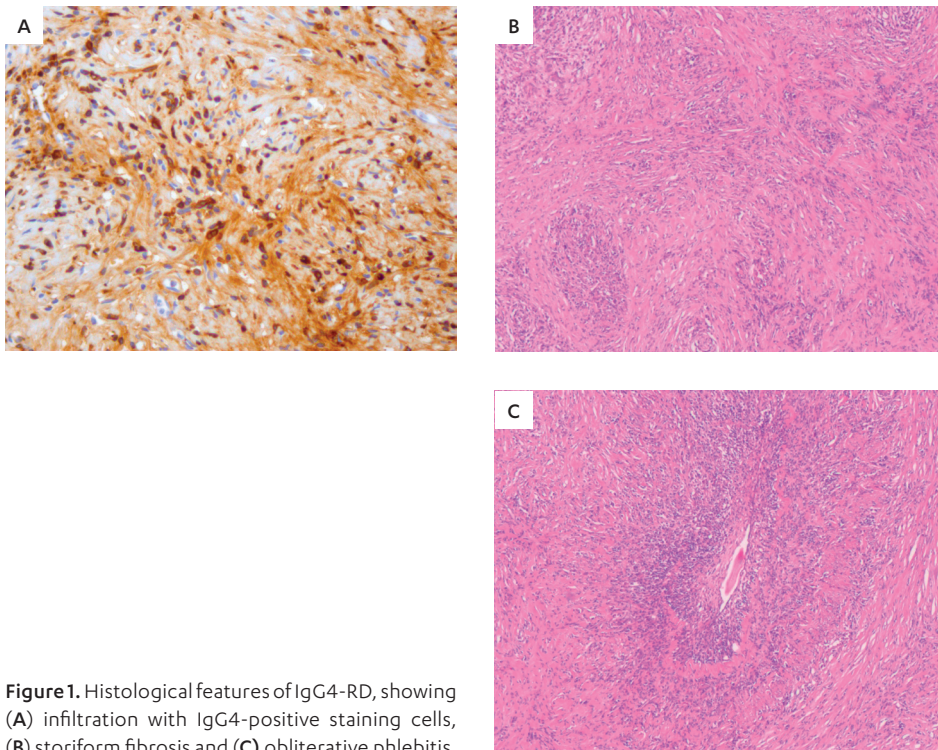 A
B
C
Figure 1. Histological features of IgG4-RD, showing
(A) infiltration with IgG4-positive staining cells,
(B) storiform fibrosis and (C) obliterative phlebitis.